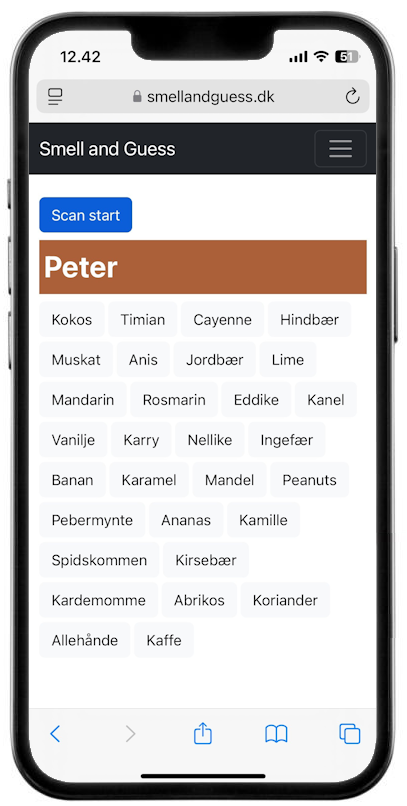 12.42 51
smellandguess.dk
Smell and Guess
Scan start
Peter
Kokos Timian Cayenne Hindbær
Muskat Anis Jordbær Lime
Mandarin Rosmarin Eddike Kanel
Vanilje Karry Nellike Ingefær
Banan Karamel Mandel Peanuts
Pebermynte Ananas Kamille
Spidskommen Kirsebær
Kardemomme Abrikos Koriander
Allehånde Kaffe